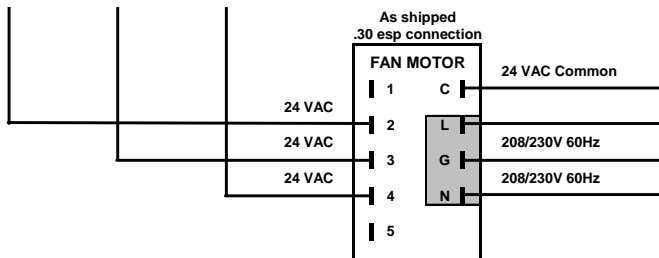 As shipped
.30 esp connection
FAN MOTOR
1 C 24 VAC Common
24 VAC 2 L
24 VAC 3 G 208/230V 60Hz
24 VAC 4 N 208/230V 60Hz
5